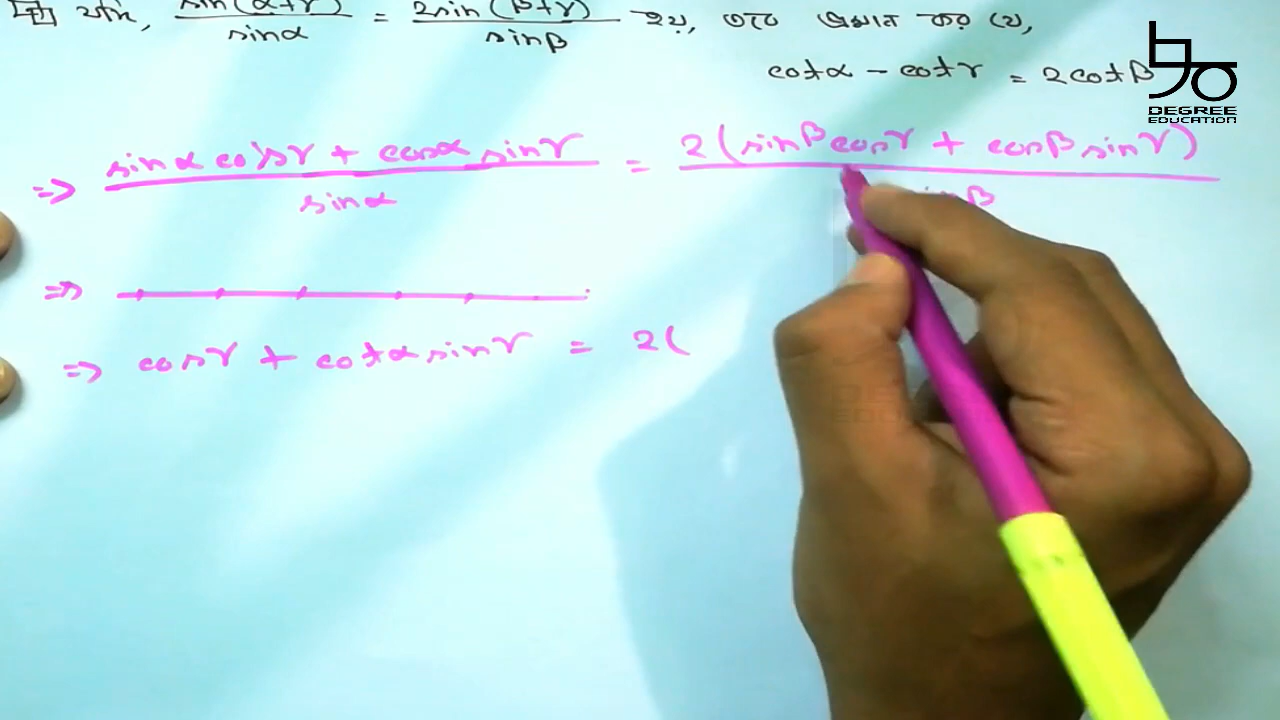 যদি, sin(α+γ)/sinα = 2sin(β+γ)/sinβ হয়, তবে প্রমাণ কর যে,
cotα - cotγ = 2cotβ
DEGREE
EDUCATION
⇒ sinα cosγ + cosα sinγ / sinα = 2(sinβ cosγ + cosβ sinγ) / sinβ
⇒
⇒ cosγ + cotα sinγ = 2(